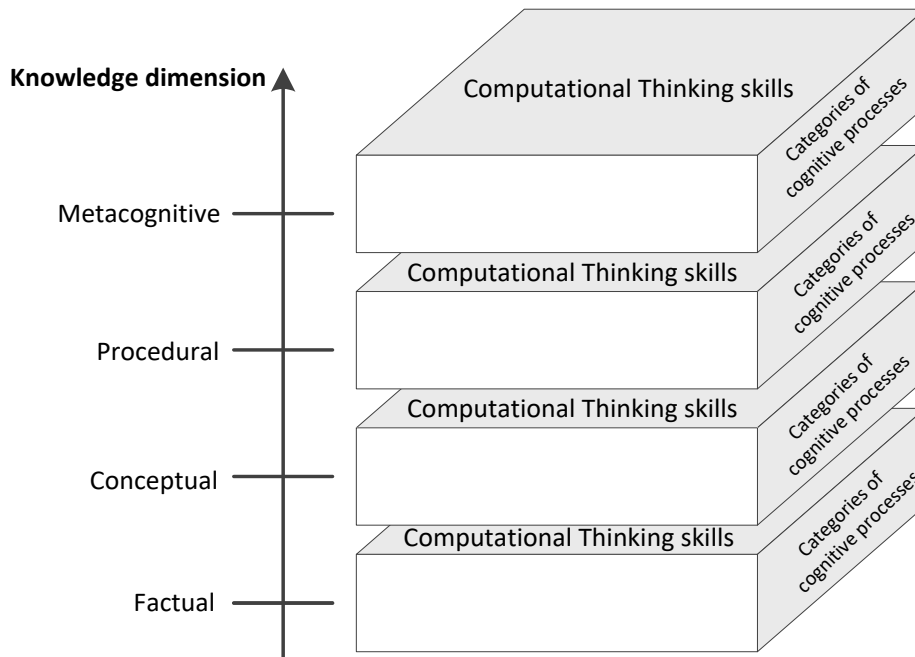 Knowledge dimension
Computational Thinking skills
Categories of
cognitive processes
Metacognitive
Computational Thinking skills
Categories of
cognitive processes
Procedural
Computational Thinking skills
Categories of
cognitive processes
Conceptual
Computational Thinking skills
Categories of
cognitive processes
Factual